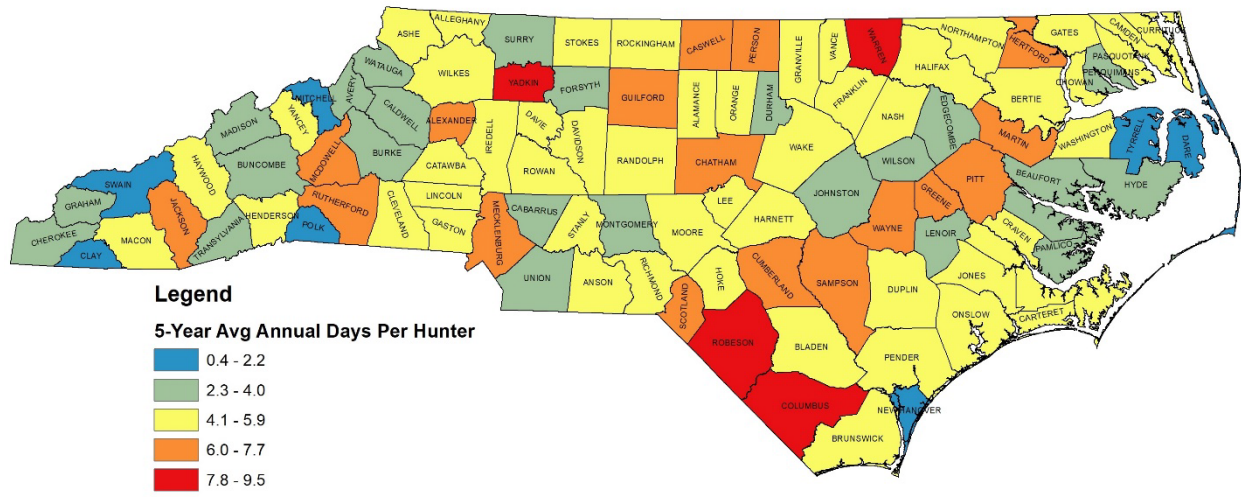 ALLEGHANY
ASHE
SURRY
STOKES
ROCKINGHAM
CASWELL
PERSON
GRANVILLE
VANCE
WARREN
NORTHAMPTON
HERTFORD
GATES
CAMDEN
CURRITUCK
PASQUOTANK
PERQUIMANS
CHOWAN
WATAUGA
WILKES
YADKIN
FORSYTH
GUILFORD
ALAMANCE
ORANGE
DURHAM
FRANKLIN
HALIFAX
BERTIE
MITCHELL
AVERY
CALDWELL
ALEXANDER
IREDELL
DAVIE
DAVIDSON
NASH
EDGECOMBE
MARTIN
WASHINGTON
TYRRELL
DARE
MADISON
YANCEY
MCDOWELL
BURKE
CATAWBA
ROWAN
RANDOLPH
CHATHAM
WAKE
WILSON
PITT
BEAUFORT
HYDE
SWAIN
HAYWOOD
BUNCOMBE
RUTHERFORD
CLEVELAND
LINCOLN
GASTON
MECKLENBURG
CABARRUS
STANLY
MONTGOMERY
MOORE
LEE
HARNETT
JOHNSTON
WAYNE
GREENE
LENOIR
CRAVEN
PAMLICO
GRAHAM
CHEROKEE
CLAY
MACON
JACKSON
TRANSYLVANIA
HENDERSON
POLK
UNION
ANSON
RICHMOND
SCOTLAND
HOKE
CUMBERLAND
SAMPSON
DUPLIN
JONES
ONSLOW
CARTERET
ROBESON
BLADEN
PENDER
COLUMBUS
NEW HANOVER
BRUNSWICK
Legend
5-Year Avg Annual Days Per Hunter
0.4 - 2.2
2.3 - 4.0
4.1 - 5.9
6.0 - 7.7
7.8 - 9.5